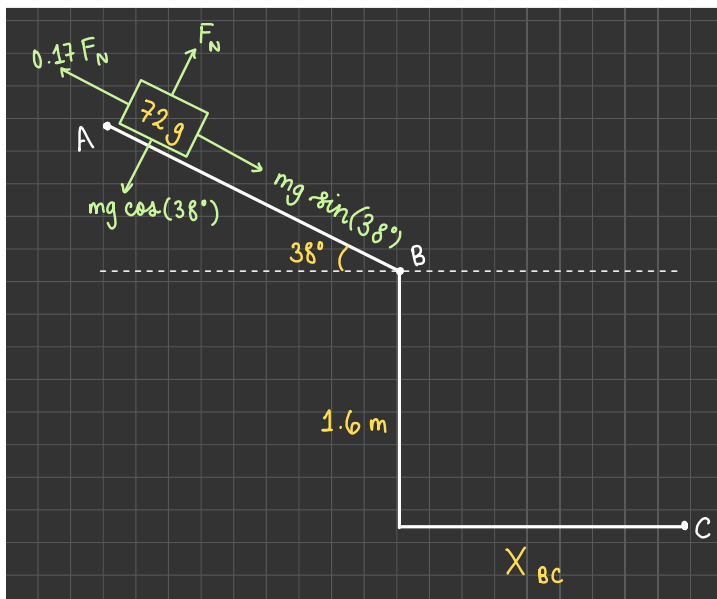 F_N
0.17 F_N
72g
A
mg sin(38°)
mg cos(38°)
38°
B
1.6 m
C
X_BC